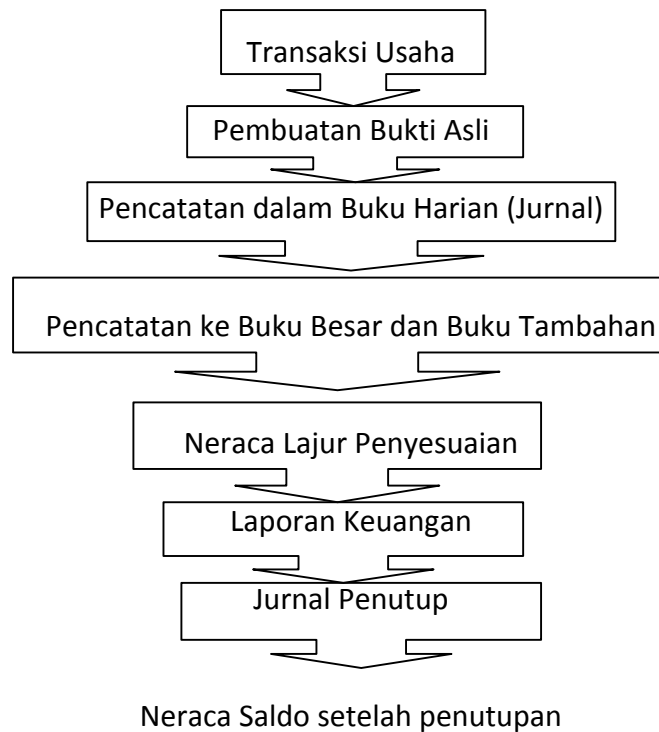 Transaksi Usaha
Pembuatan Bukti Asli
Pencatatan dalam Buku Harian (Jurnal)
Pencatatan ke Buku Besar dan Buku Tambahan
Neraca Lajur Penyesuaian
Laporan Keuangan
Jurnal Penutup
Neraca Saldo setelah penutupan